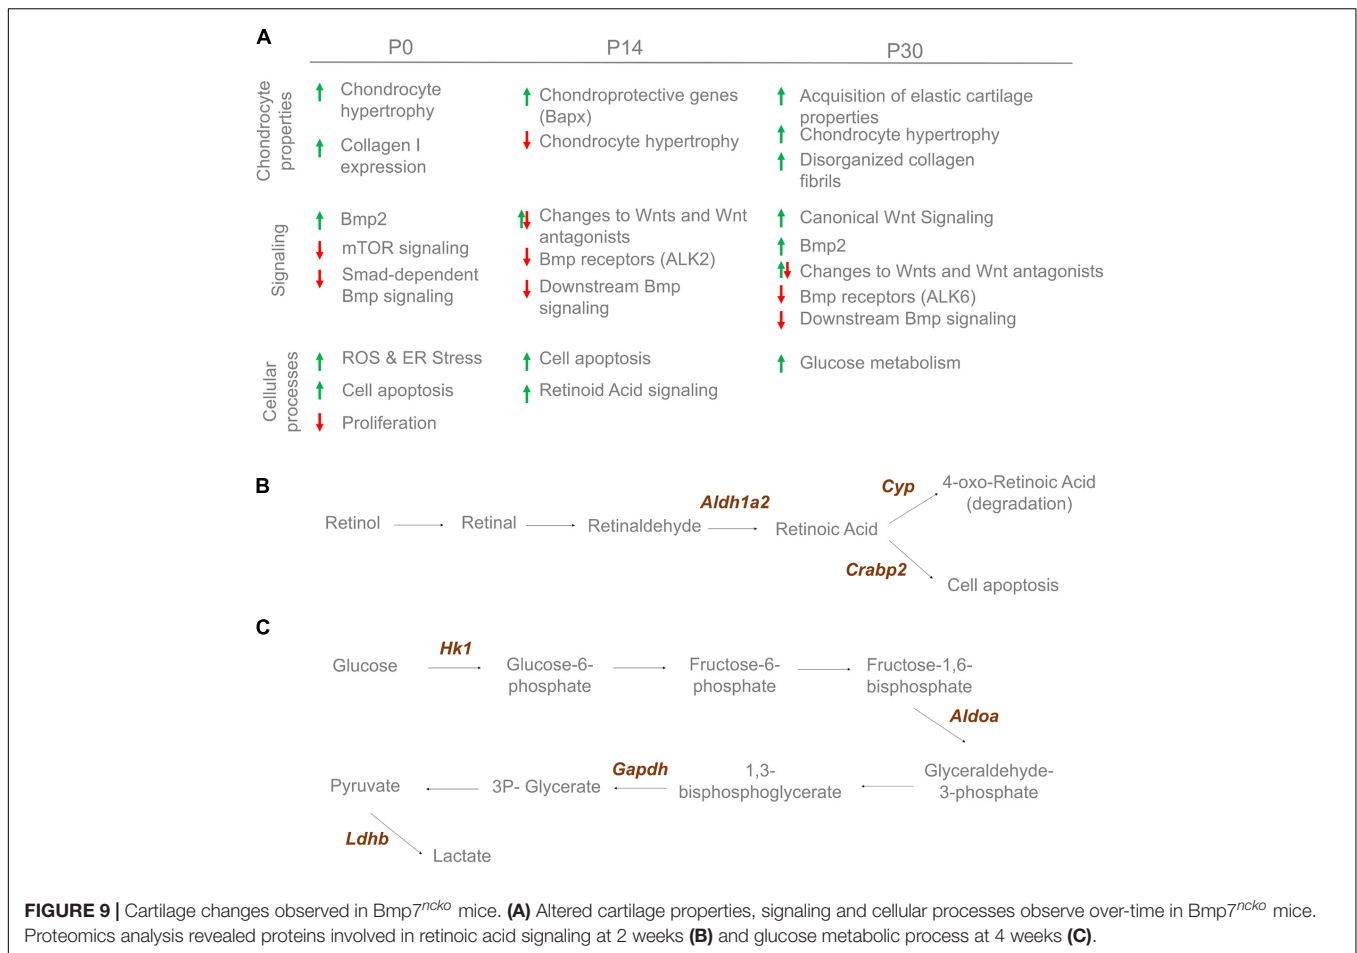 A
P0 P14 P30
Chondrocyte
properties
Chondrocyte
hypertrophy
Collagen I
expression
Chondroprotective genes
(Bapx)
Chondrocyte hypertrophy
Acquisition of elastic cartilage
properties
Chondrocyte hypertrophy
Disorganized collagen
fibrils
Signaling
Bmp2
mTOR signaling
Smad-dependent
Bmp signaling
Changes to Wnts and Wnt
antagonists
Bmp receptors (ALK2)
Downstream Bmp
signaling
Canonical Wnt Signaling
Bmp2
Changes to Wnts and Wnt antagonists
Bmp receptors (ALK6)
Downstream Bmp signaling
Cellular
processes
ROS & ER Stress
Cell apoptosis
Proliferation
Cell apoptosis
Retinoid Acid signaling
Glucose metabolism
B
Retinol
Retinal
Retinaldehyde
Aldh1a2
Retinoic Acid
Cyp
4-oxo-Retinoic Acid
(degradation)
Crabp2
Cell apoptosis
C
Glucose
Hk1
Glucose-6-
phosphate
Fructose-6-
phosphate
Fructose-1,6-
bisphosphate
Aldoa
Glyceraldehyde-
3-phosphate
1,3-
bisphosphoglycerate
Gapdh
3P- Glycerate
Pyruvate
Ldhb
Lactate
FIGURE 9 | Cartilage changes observed in Bmp7ncko mice. (A) Altered cartilage properties, signaling and cellular processes observe over-time in Bmp7ncko mice.
Proteomics analysis revealed proteins involved in retinoic acid signaling at 2 weeks (B) and glucose metabolic process at 4 weeks (C).